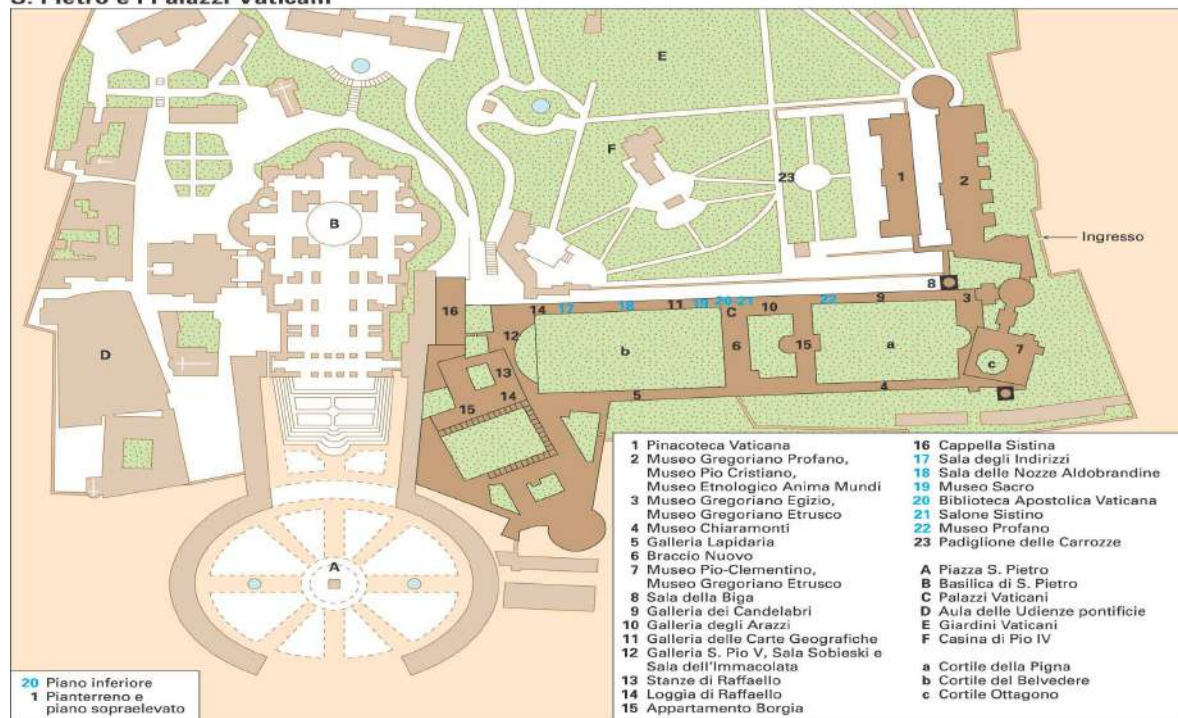 S. Pietro e i Palazzi Vaticani
E
F
23
1
2
B
Ingresso
8
16
14
17
18
11
19
20
21
10
22
9
3
C
12
D
b
6
15
a
7
13
c
14
15
5
4
A
20 Piano inferiore
1 Pianterreno e
piano sopraelevato
1 Pinacoteca Vaticana
2 Museo Gregoriano Profano,
Museo Pio Cristiano,
Museo Etnologico Anima Mundi
3 Museo Gregoriano Egizio,
Museo Gregoriano Etrusco
4 Museo Chiaramonti
5 Galleria Lapidaria
6 Braccio Nuovo
7 Museo Pio-Clementino,
Museo Gregoriano Etrusco
8 Sala della Biga
9 Galleria dei Candelabri
10 Galleria degli Arazzi
11 Galleria delle Carte Geografiche
12 Galleria S. Pio V, Sala Sobieski e
Sala dell'Immacolata
13 Stanze di Raffaello
14 Loggia di Raffaello
15 Appartamento Borgia
16 Cappella Sistina
17 Sala degli Indirizzi
18 Sala delle Nozze Aldobrandine
19 Museo Sacro
20 Biblioteca Apostolica Vaticana
21 Salone Sistino
22 Museo Profano
23 Padiglione delle Carrozze
A Piazza S. Pietro
B Basilica di S. Pietro
C Palazzi Vaticani
D Aula delle Udienze pontificie
E Giardini Vaticani
F Casina di Pio IV
a Cortile della Pigna
b Cortile del Belvedere
c Cortile Ottagono